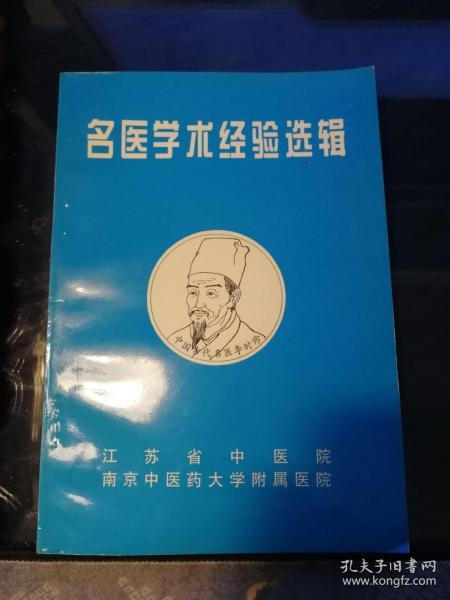 名医学术经验选辑
中国古代名医李时珍
江苏省中医院
南京中医药大学附属医院
孔夫子旧书网
www.kongfz.com